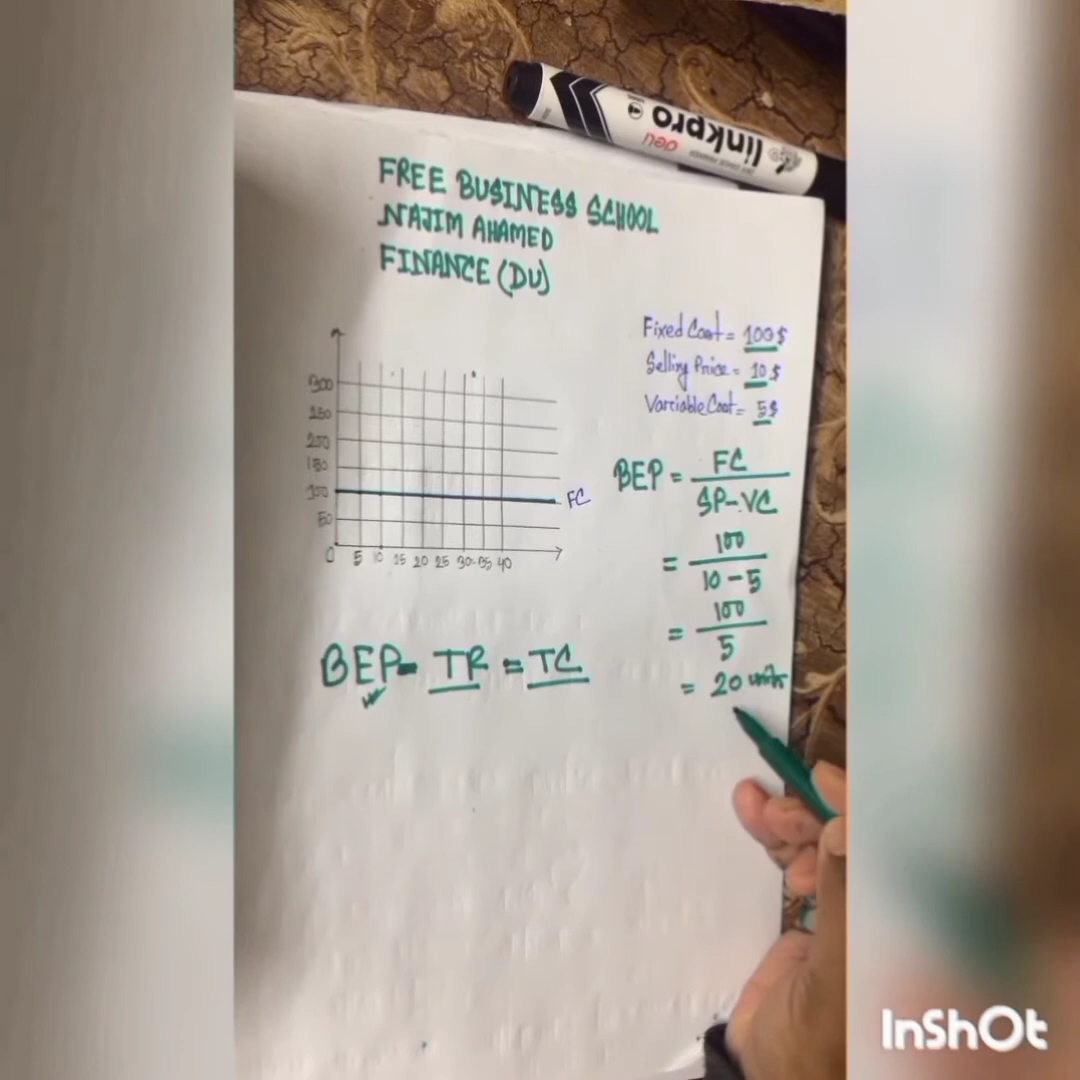 linkpro
oeu
FREE BUSINESS SCHOOL
NAJIM AHAMED
FINANCE (DU)
Fixed Cost = 100$
Selling Price = 10 $
Variable Cost = 5$
300
250
200
150
100
50
0
FC
5 10 15 20 25 30 35 40
BEP = FC
SP-VC
= 100
10 - 5
= 100
5
= 20 units
BEP = TR = TC
InShOt